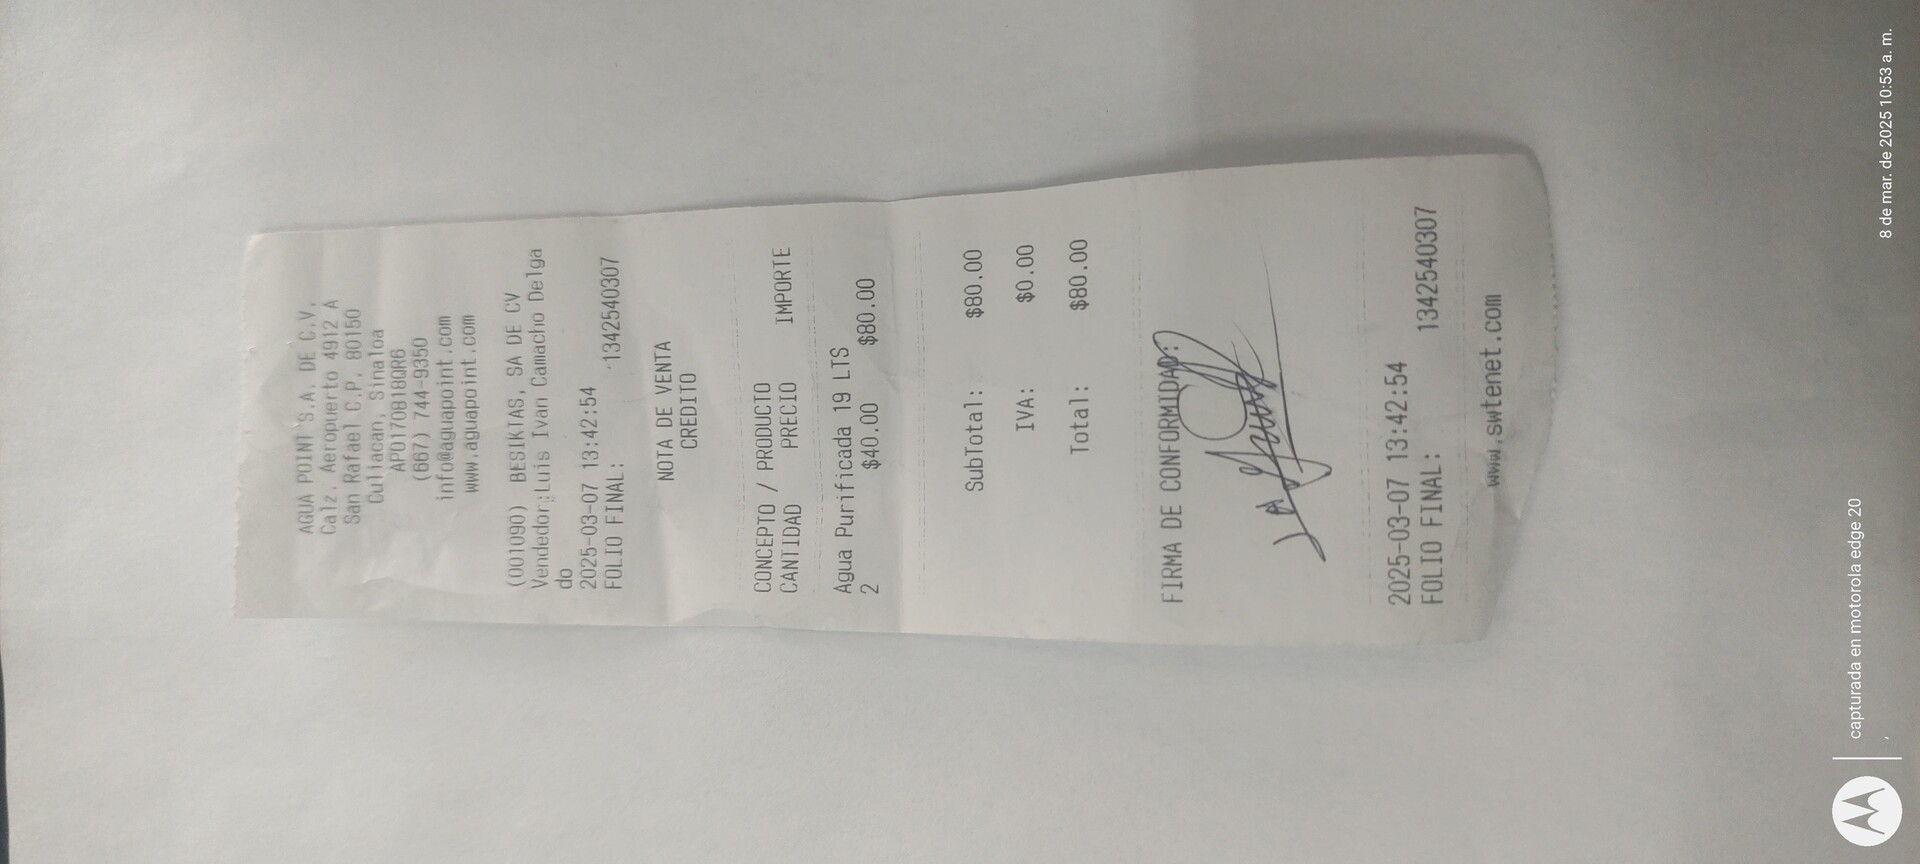 AGUA POINT S.A. DE C.V.
Calz. Aeropuerto 4912 A
San Rafael C.P. 80150
Culiacan, Sinaloa
APO170818QR6
(667) 744-9350
info@aguapoint.com
www.aguapoint.com
(001090) BESIKIAS, SA DE CV
Vendedor:Luis Ivan Camacho Delga
do
2025-03-07 13:42:54
FOLIO FINAL: 1342540307
NOTA DE VENTA
CREDITO
CONCEPTO / PRODUCTO
CANTIDAD PRECIO IMPORTE
Agua Purificada 19 LTS
2 $40.00 $80.00
SubTotal: $80.00
IVA: $0.00
Total: $80.00
FIRMA DE CONFORMIDAD:
2025-03-07 13:42:54
FOLIO FINAL: 1342540307
www.swtenet.com
capturada en motorola edge 20
8 de mar. de 2025 10:53 a. m.